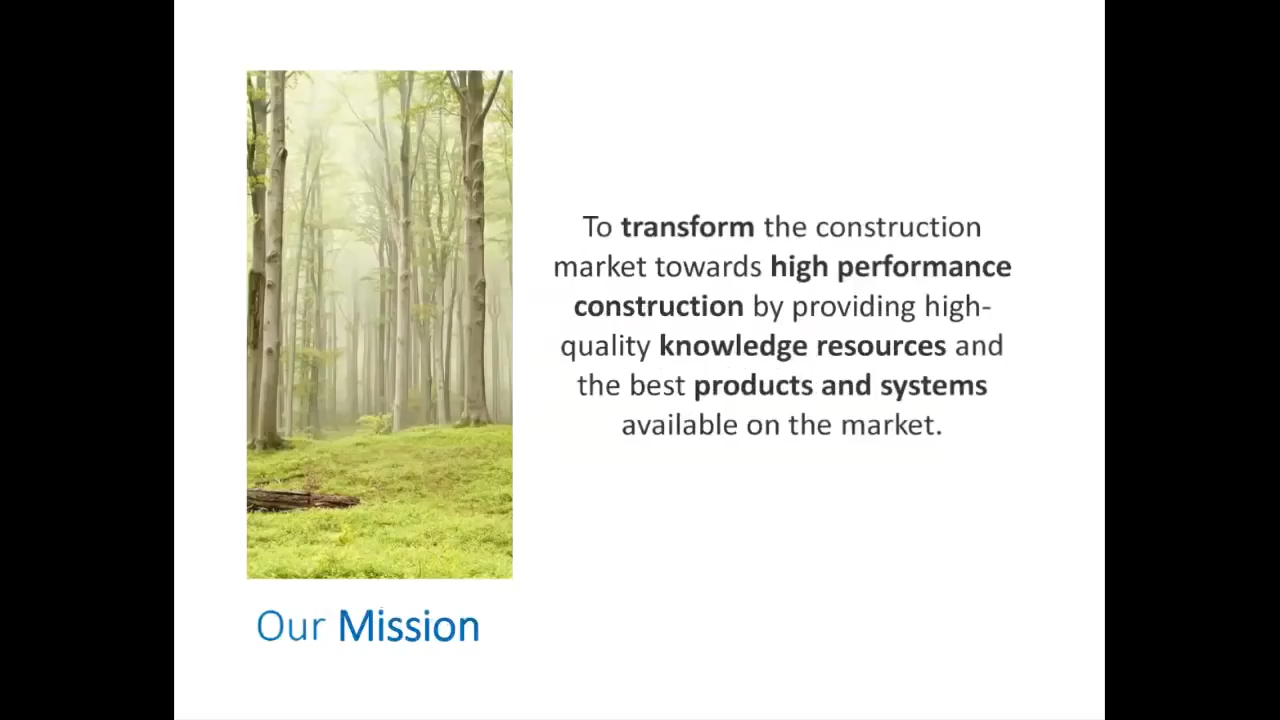 To transform the construction
market towards high performance
construction by providing high-
quality knowledge resources and
the best products and systems
available on the market.
Our Mission